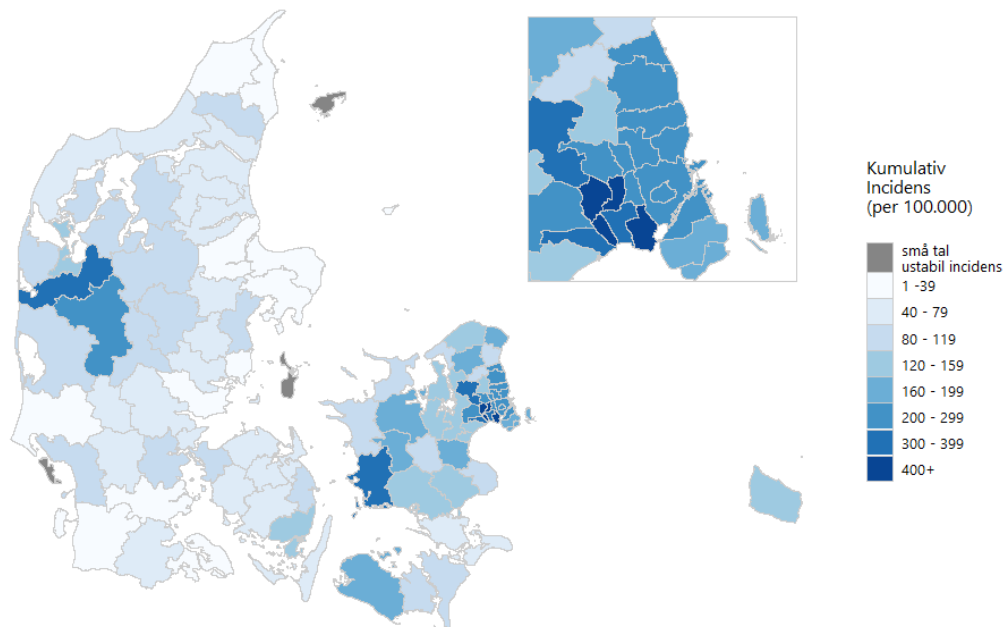 Kumulativ
Incidens
(per 100.000)
små tal
ustabil incidens
1 -39
40 - 79
80 - 119
120 - 159
160 - 199
200 - 299
300 - 399
400+